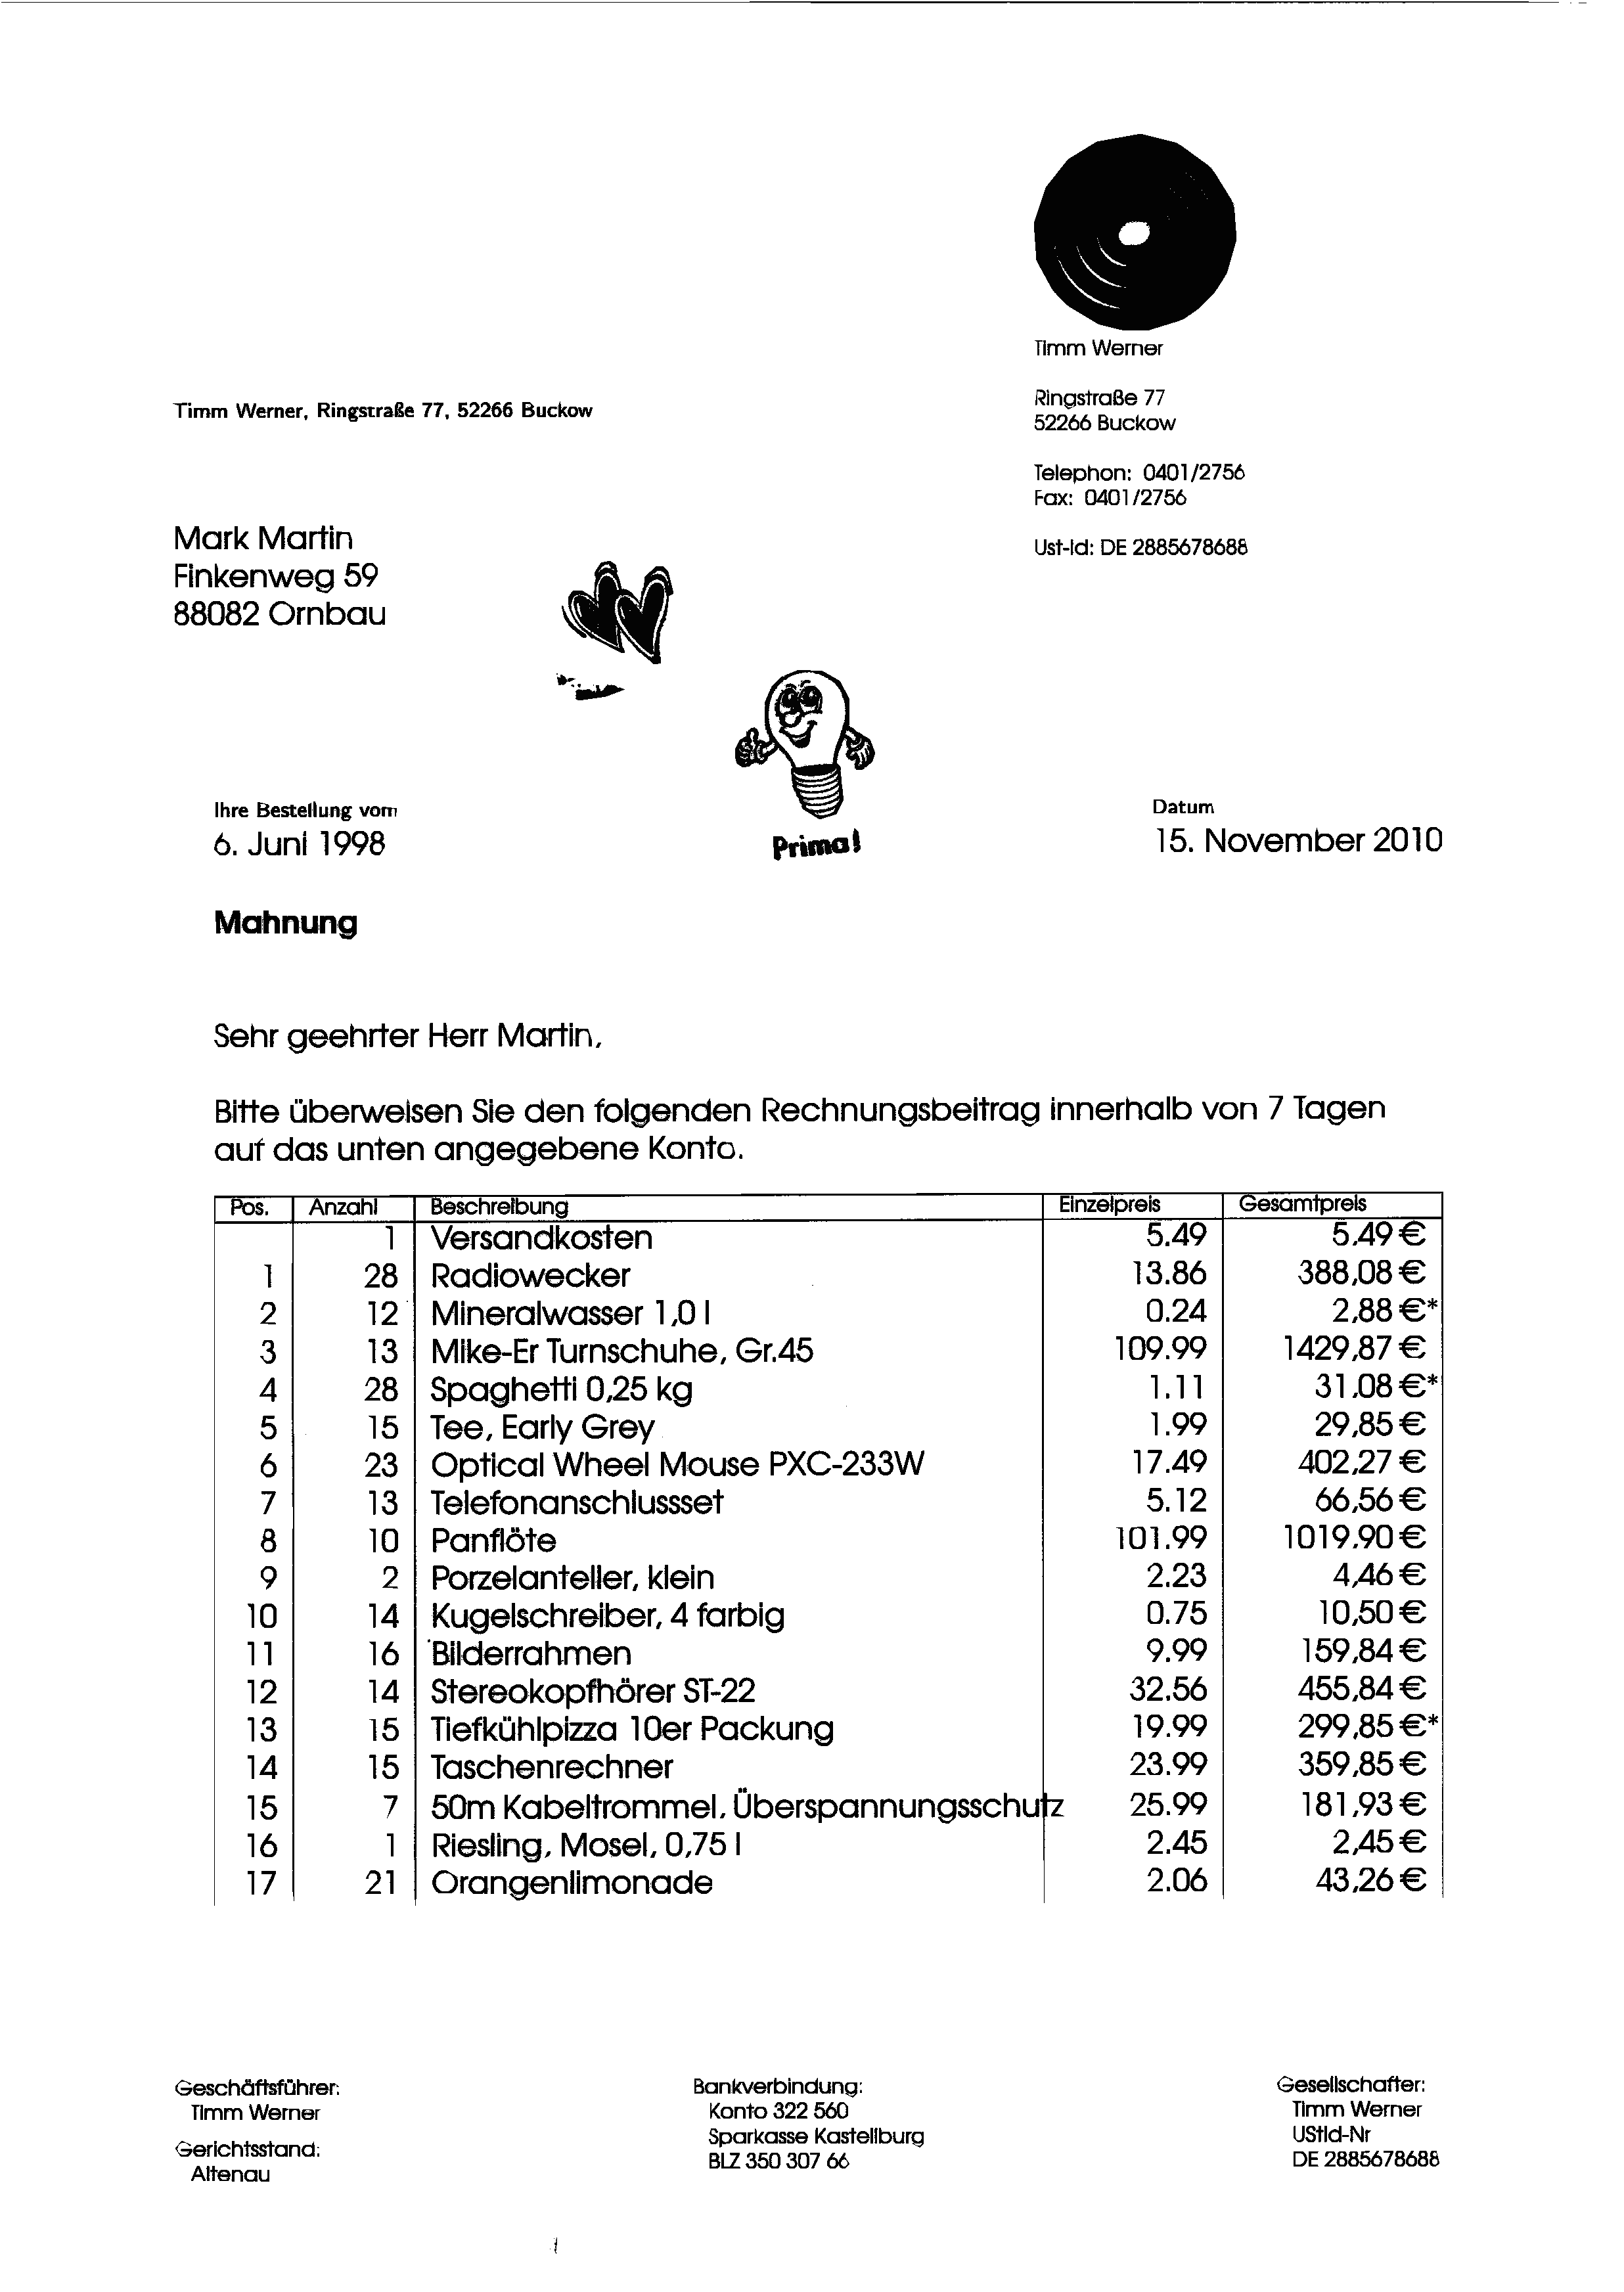 Timm Werner
Ringstraße 77
52266 Buckow
Telephon: 0401/2756
Fax: 0401/2756
Ust-Id: DE 2885678688
Timm Werner, Ringstraße 77, 52266 Buckow
Mark Martin
Finkenweg 59
88082 Ornbau
Prima!
Ihre Bestellung vom
6. Juni 1998
Datum
15. November 2010
Mahnung
Sehr geehrter Herr Martin,
Bitte überweisen Sie den folgenden Rechnungsbeitrag innerhalb von 7 Tagen
auf das unten angegebene Konto.
Pos. Anzahl Beschreibung Einzelpreis Gesamtpreis
1 Versandkosten 5.49 5,49 €
1 28 Radiowecker 13.86 388,08 €
2 12 Mineralwasser 1,0 l 0.24 2,88 €*
3 13 Mike-Er Turnschuhe, Gr.45 109.99 1429,87 €
4 28 Spaghetti 0,25 kg 1.11 31,08 €*
5 15 Tee, Early Grey 1.99 29,85 €
6 23 Optical Wheel Mouse PXC-233W 17.49 402,27 €
7 13 Telefonanschlussset 5.12 66,56 €
8 10 Panflöte 101.99 1019,90 €
9 2 Porzelanteller, klein 2.23 4,46 €
10 14 Kugelschreiber, 4 farbig 0.75 10,50 €
11 16 Bilderrahmen 9.99 159,84 €
12 14 Stereokopfhörer ST-22 32.56 455,84 €
13 15 Tiefkühlpizza 10er Packung 19.99 299,85 €*
14 15 Taschenrechner 23.99 359,85 €
15 7 50m Kabeltrommel, Überspannungsschutz 25.99 181,93 €
16 1 Riesling, Mosel, 0,75 l 2.45 2,45 €
17 21 Orangenlimonade 2.06 43,26 €
Geschäftsführer:
Timm Werner
Gerichtsstand:
Altenau
Bankverbindung:
Konto 322 560
Sparkasse Kastellburg
BLZ 350 307 66
Gesellschafter:
Timm Werner
UStId-Nr
DE 2885678688